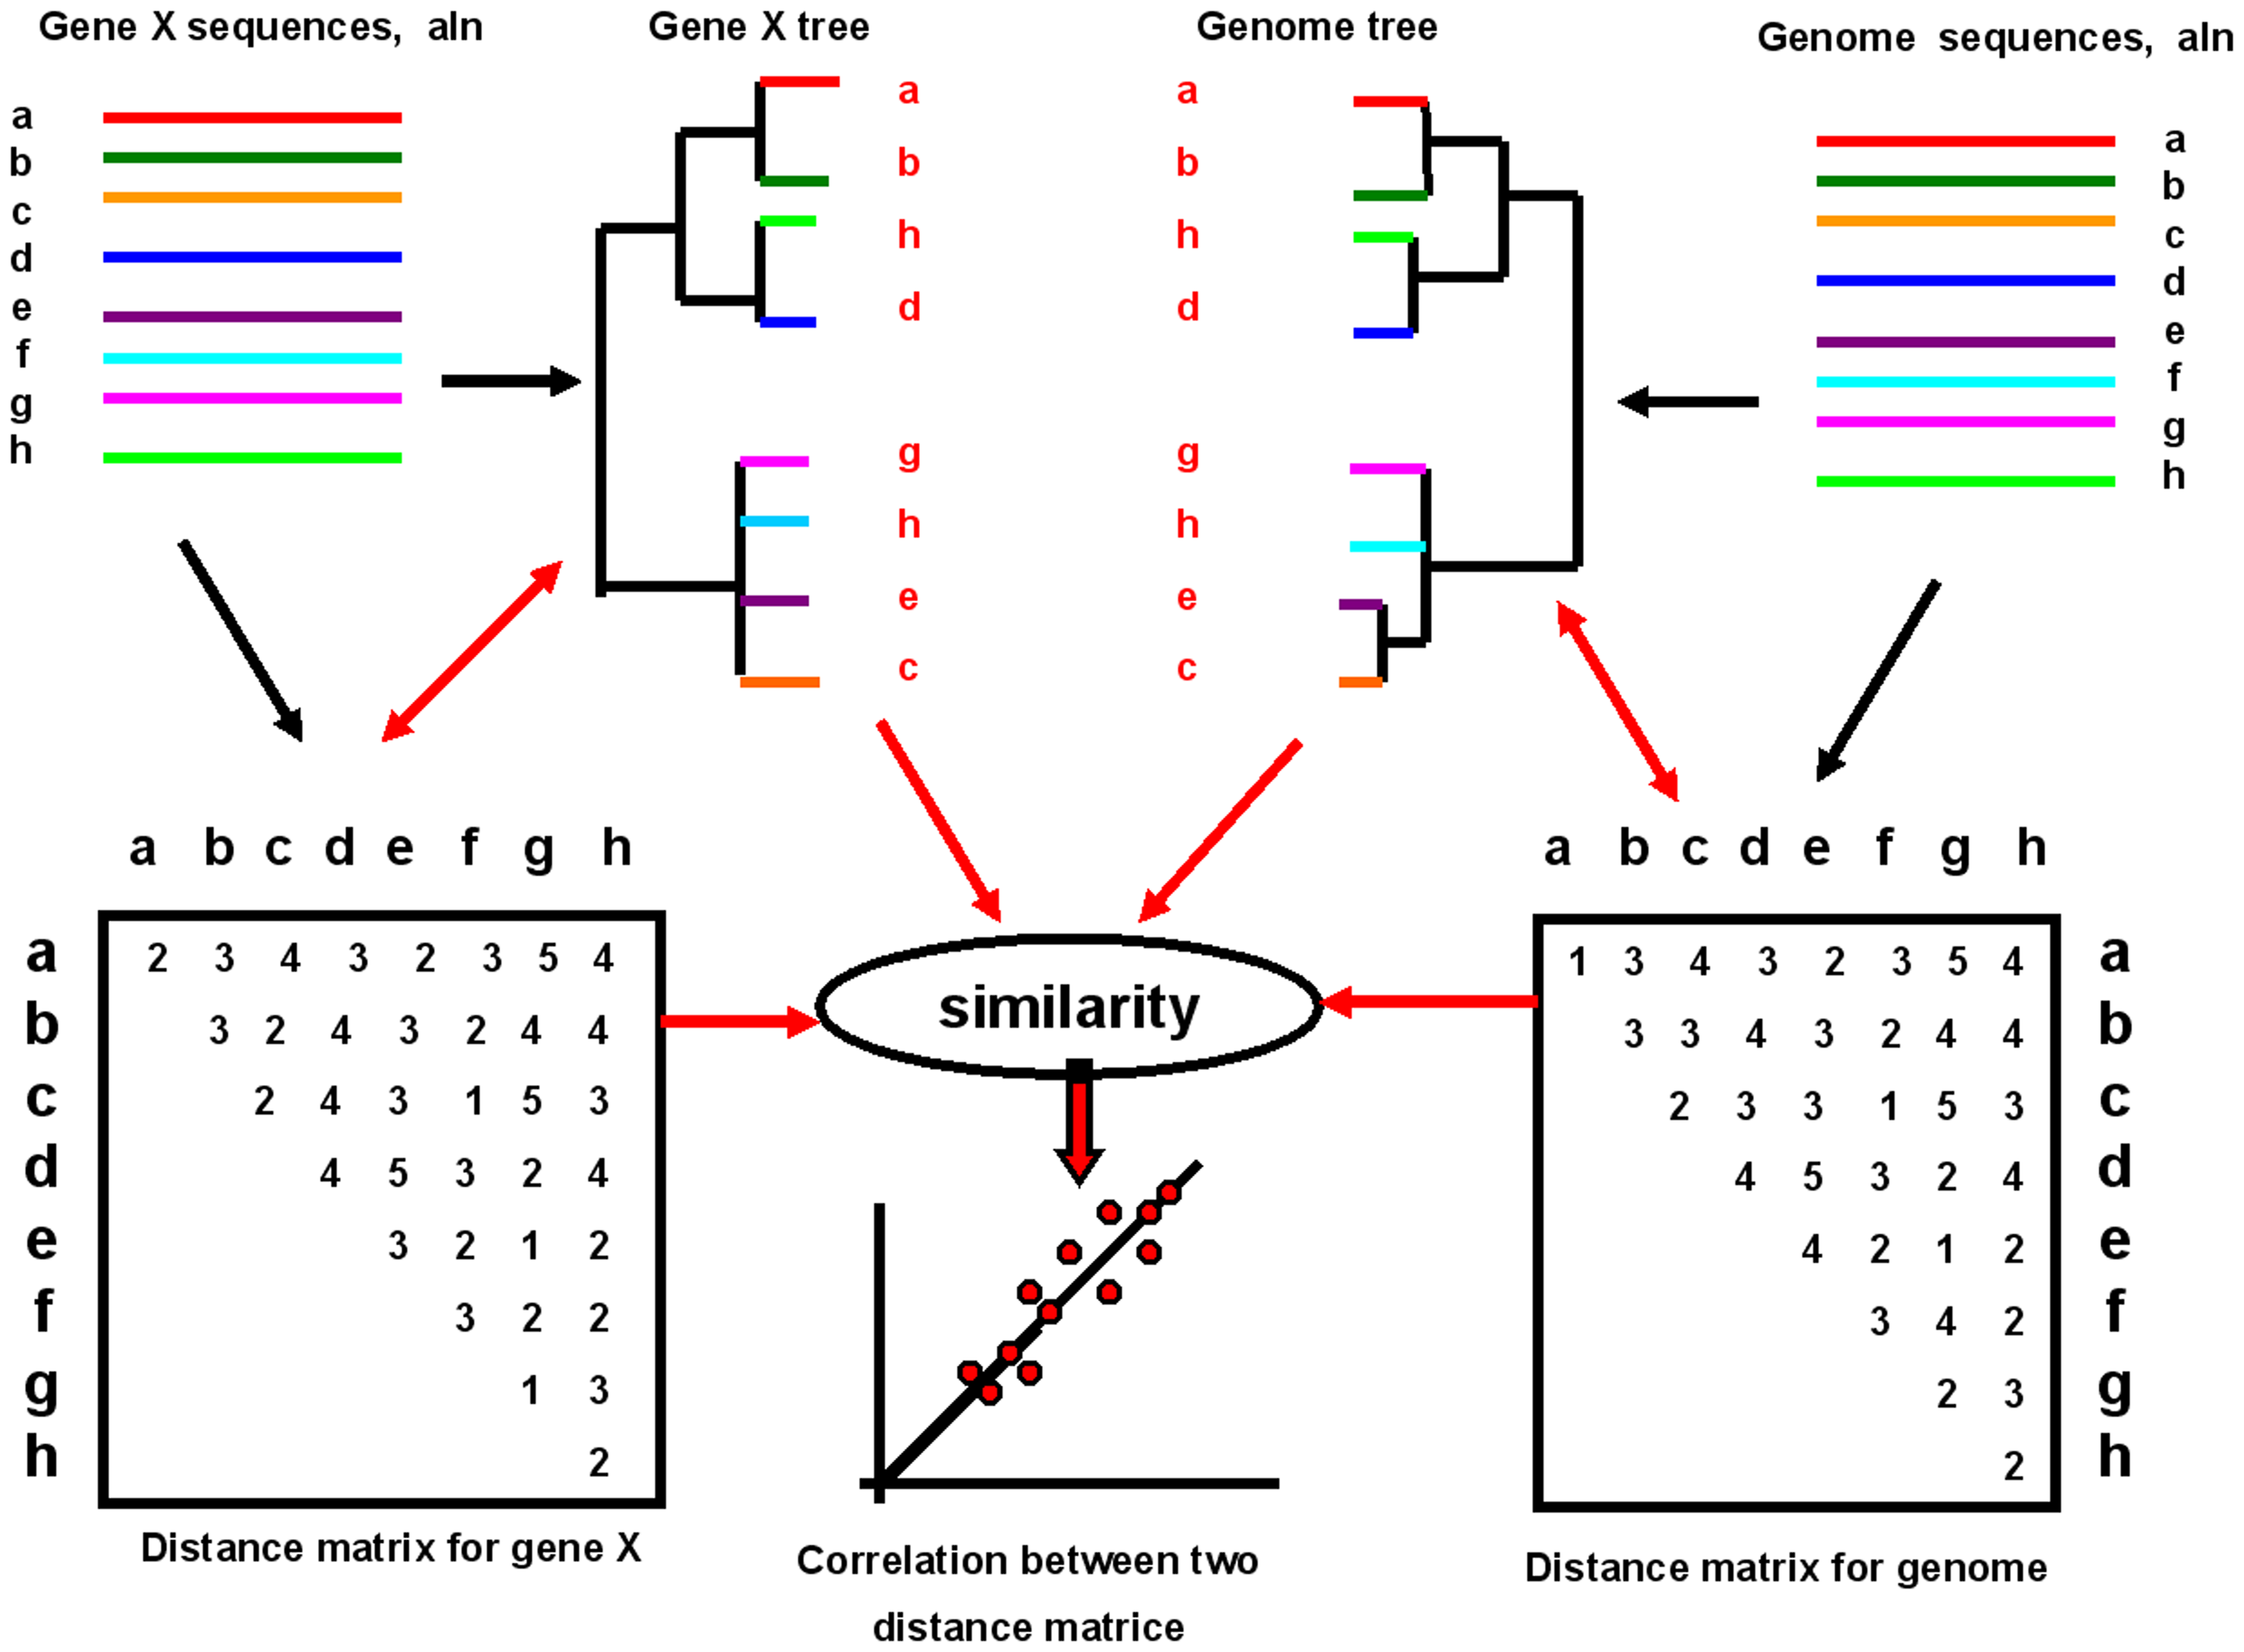 Gene X sequences, aln
Gene X tree
Genome tree
Genome sequences, aln
a
b
c
d
e
f
g
h
a
b
h
d
g
h
e
c
a
b
h
d
g
h
e
c
a
b
c
d
e
f
g
h
a b c d e f g h
a 2 3 4 3 2 3 5 4
b 3 2 4 3 2 4 4
c 2 4 3 1 5 3
d 4 5 3 2 4
e 3 2 1 2
f 3 2 2
g 1 3
h 2
Distance matrix for gene X
similarity
Correlation between two
distance matrice
a b c d e f g h
1 3 4 3 2 3 5 4 a
3 3 4 3 2 4 4 b
2 3 3 1 5 3 c
4 5 3 2 4 d
4 2 1 2 e
3 4 2 f
2 3 g
2 h
Distance matrix for genome